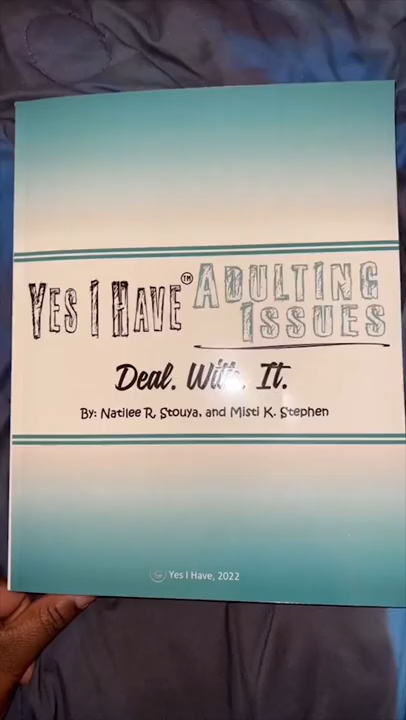 YES I HAVE™ ADULTING
ISSUES
Deal. With. It.
By: Natilee R. Stouya, and Misti K. Stephen
Yes I Have, 2022